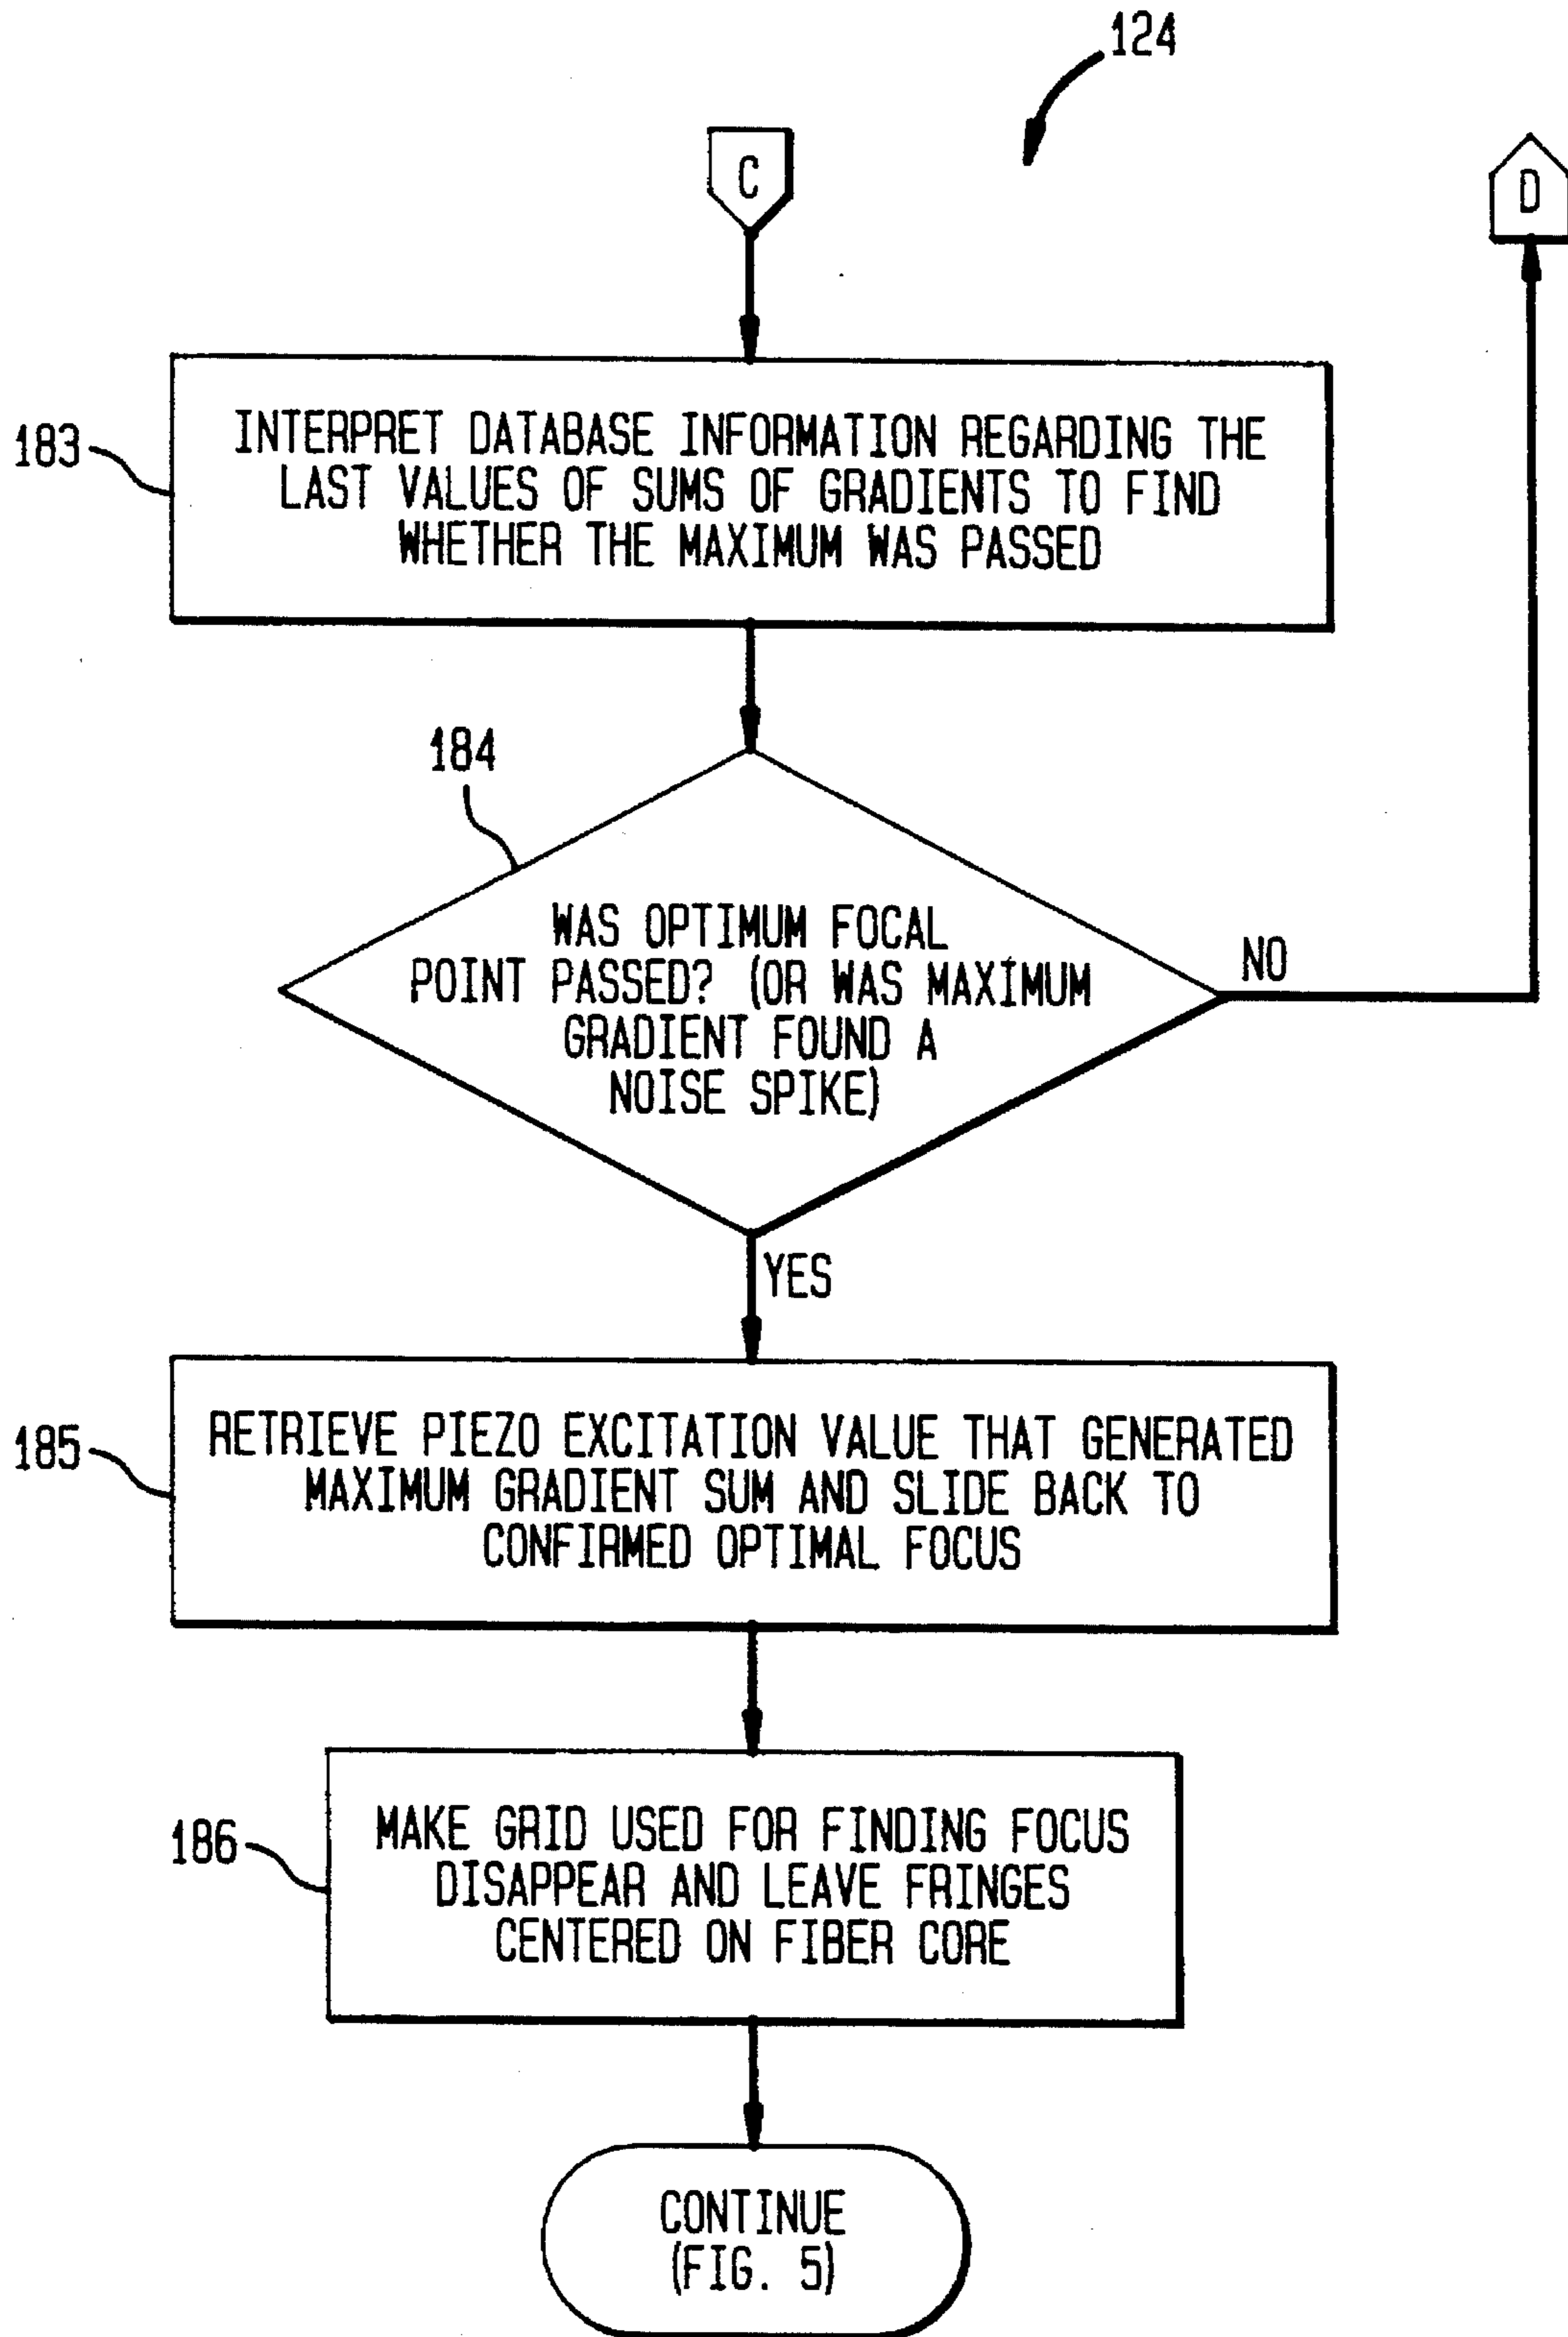 124
C
D
183
INTERPRET DATABASE INFORMATION REGARDING THE
LAST VALUES OF SUMS OF GRADIENTS TO FIND
WHETHER THE MAXIMUM WAS PASSED
184
WAS OPTIMUM FOCAL
POINT PASSED? (OR WAS MAXIMUM
GRADIENT FOUND A
NOISE SPIKE)
NO
YES
185
RETRIEVE PIEZO EXCITATION VALUE THAT GENERATED
MAXIMUM GRADIENT SUM AND SLIDE BACK TO
CONFIRMED OPTIMAL FOCUS
186
MAKE GRID USED FOR FINDING FOCUS
DISAPPEAR AND LEAVE FRINGES
CENTERED ON FIBER CORE
CONTINUE
(FIG. 5)